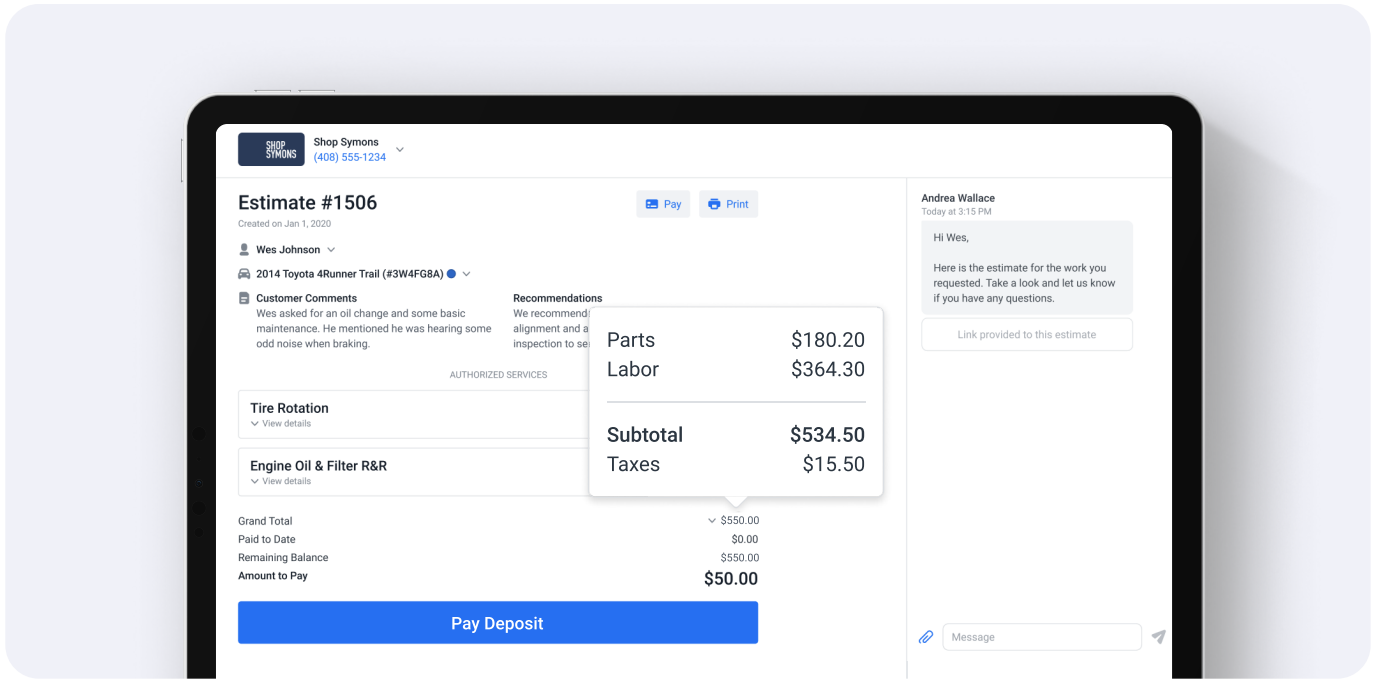 SHOP
SYMONS
Shop Symons
(408) 555-1234
Estimate #1506
Created on Jan 1, 2020
Pay
Print
Wes Johnson
2014 Toyota 4Runner Trail (#3W4FG8A)
Customer Comments
Wes asked for an oil change and some basic
maintenance. He mentioned he was hearing some
odd noise when braking.
Recommendations
We recommend
alignment and a
inspection to se
AUTHORIZED SERVICES
Tire Rotation
View details
Engine Oil & Filter R&R
View details
Parts $180.20
Labor $364.30
Subtotal $534.50
Taxes $15.50
Grand Total $550.00
Paid to Date $0.00
Remaining Balance $550.00
Amount to Pay $50.00
Pay Deposit
Andrea Wallace
Today at 3:15 PM
Hi Wes,
Here is the estimate for the work you
requested. Take a look and let us know
if you have any questions.
Link provided to this estimate
Message